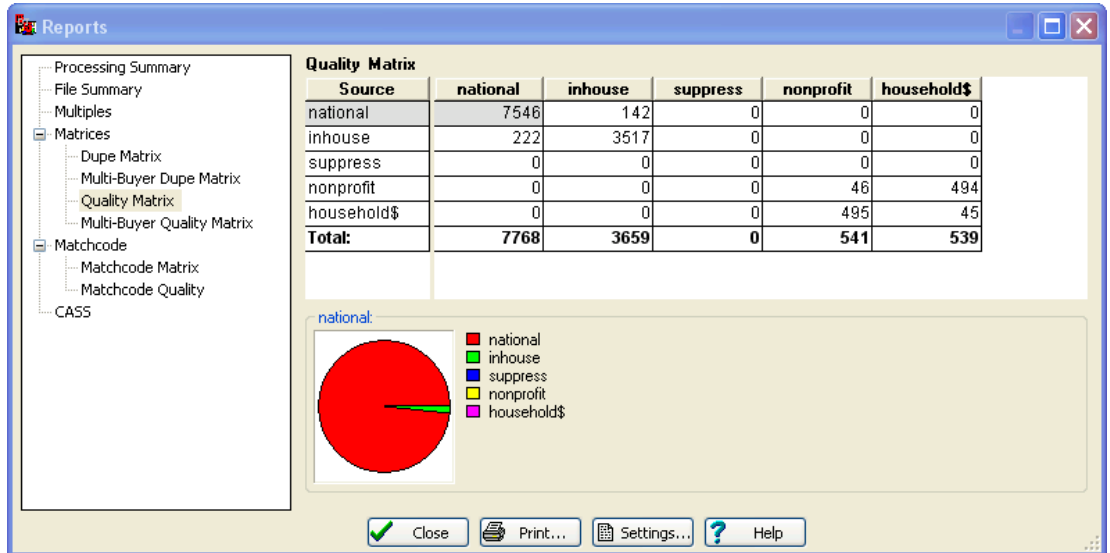 Reports
Processing Summary
File Summary
Multiples
Matrices
Dupe Matrix
Multi-Buyer Dupe Matrix
Quality Matrix
Multi-Buyer Quality Matrix
Matchcode
Matchcode Matrix
Matchcode Quality
CASS
Quality Matrix
Source national inhouse suppress nonprofit household$
national 7546 142 0 0 0
inhouse 222 3517 0 0 0
suppress 0 0 0 0 0
nonprofit 0 0 0 46 494
household$ 0 0 0 495 45
Total: 7768 3659 0 541 539
national:
national
inhouse
suppress
nonprofit
household$
Close Print... Settings... Help